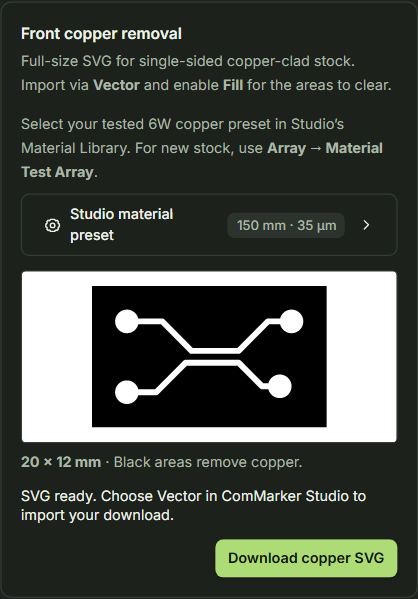 Front copper removal
Full-size SVG for single-sided copper-clad stock.
Import via Vector and enable Fill for the areas to clear.
Select your tested 6W copper preset in Studio’s
Material Library. For new stock, use Array → Material
Test Array.
Studio material
preset
150 mm · 35 µm
20 × 12 mm · Black areas remove copper.
SVG ready. Choose Vector in ComMarker Studio to
import your download.
Download copper SVG